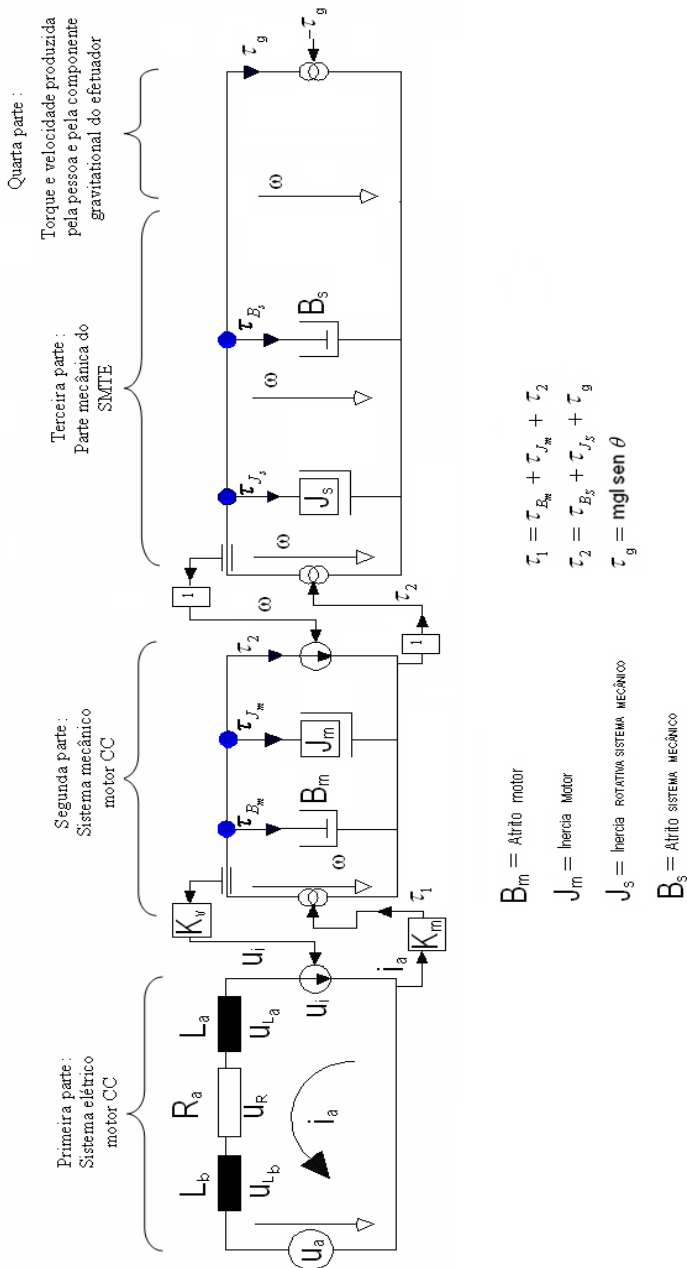 Primeira parte :
Sistema elétrico
motor CC
Segunda parte :
Sistema mecânico
motor CC
Terceira parte :
Parte mecânica do
SMTE
Quarta parte :
Torque e velocidade produzida
pela pessoa e pela componente
gravitational do efetuador
L_b R_a L_a
u_{L_b} u_R u_{L_a}
u_a
i_a
u_i
u_i
K_v
i_a
K_m
τ_1
ω
τ_{B_m}
B_m
τ_{J_m}
J_m
τ_2
ω
1
1
τ_2
ω
τ_{J_s}
J_s
ω
τ_{B_s}
B_s
ω
τ_g
-τ_g
B_m = Atrito motor
J_m = Inercia Motor
J_s = Inercia ROTATIVA SISTEMA MECÂNICO
B_s = Atrito SISTEMA MECÂNICO
τ_1 = τ_{B_m} + τ_{J_m} + τ_2
τ_2 = τ_{B_s} + τ_{J_s} + τ_g
τ_g = mgl sen θ